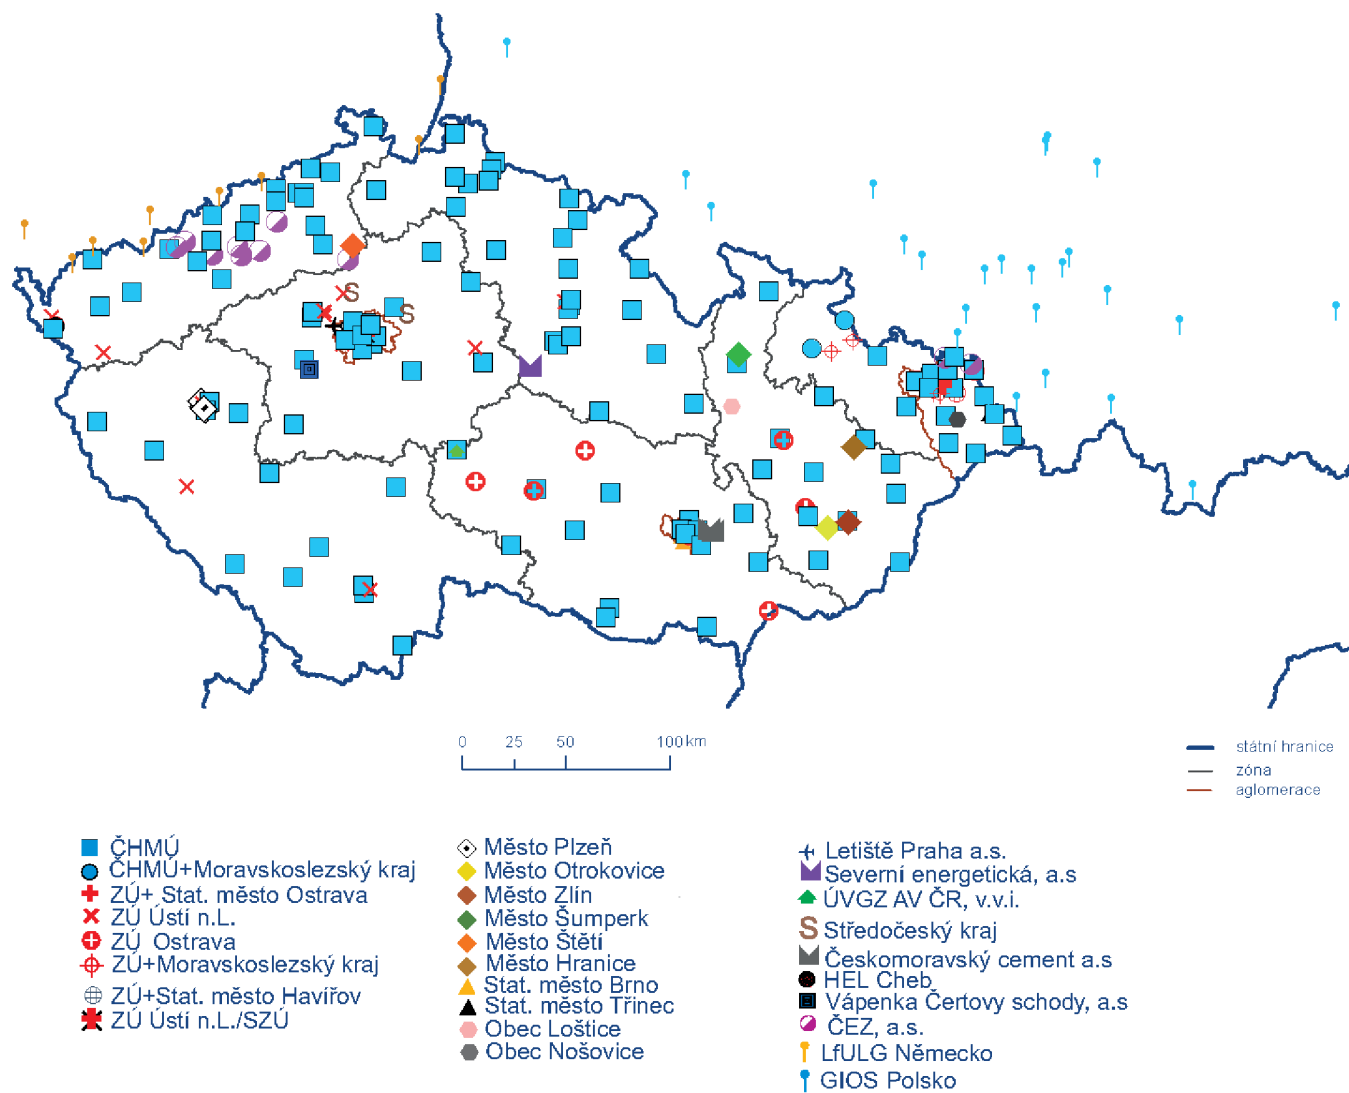 S
S
0 25 50 100 km
státní hranice
zóna
aglomerace
ČHMÚ
ČHMÚ+Moravskoslezský kraj
ZÚ+ Stat. město Ostrava
ZÚ Ústí n.L.
ZÚ Ostrava
ZÚ+Moravskoslezský kraj
ZÚ+Stat. město Havířov
ZÚ Ústí n.L./SZÚ
Město Plzeň
Město Otrokovice
Město Zlín
Město Šumperk
Město Štětí
Město Hranice
Stat. město Brno
Stat. město Třinec
Obec Loštice
Obec Nošovice
Letiště Praha a.s.
Severní energetická, a.s
ÚVGZ AV ČR, v.v.i.
S Středočeský kraj
Českomoravský cement a.s
HEL Cheb
Vápenka Čertovy schody, a.s
ČEZ, a.s.
LfULG Německo
GIOS Polsko